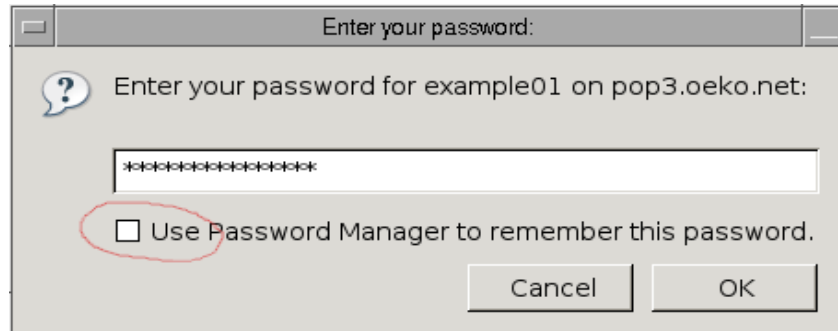 Enter your password:
Enter your password for example01 on pop3.oeko.net:
*****************
Use Password Manager to remember this password.
Cancel OK